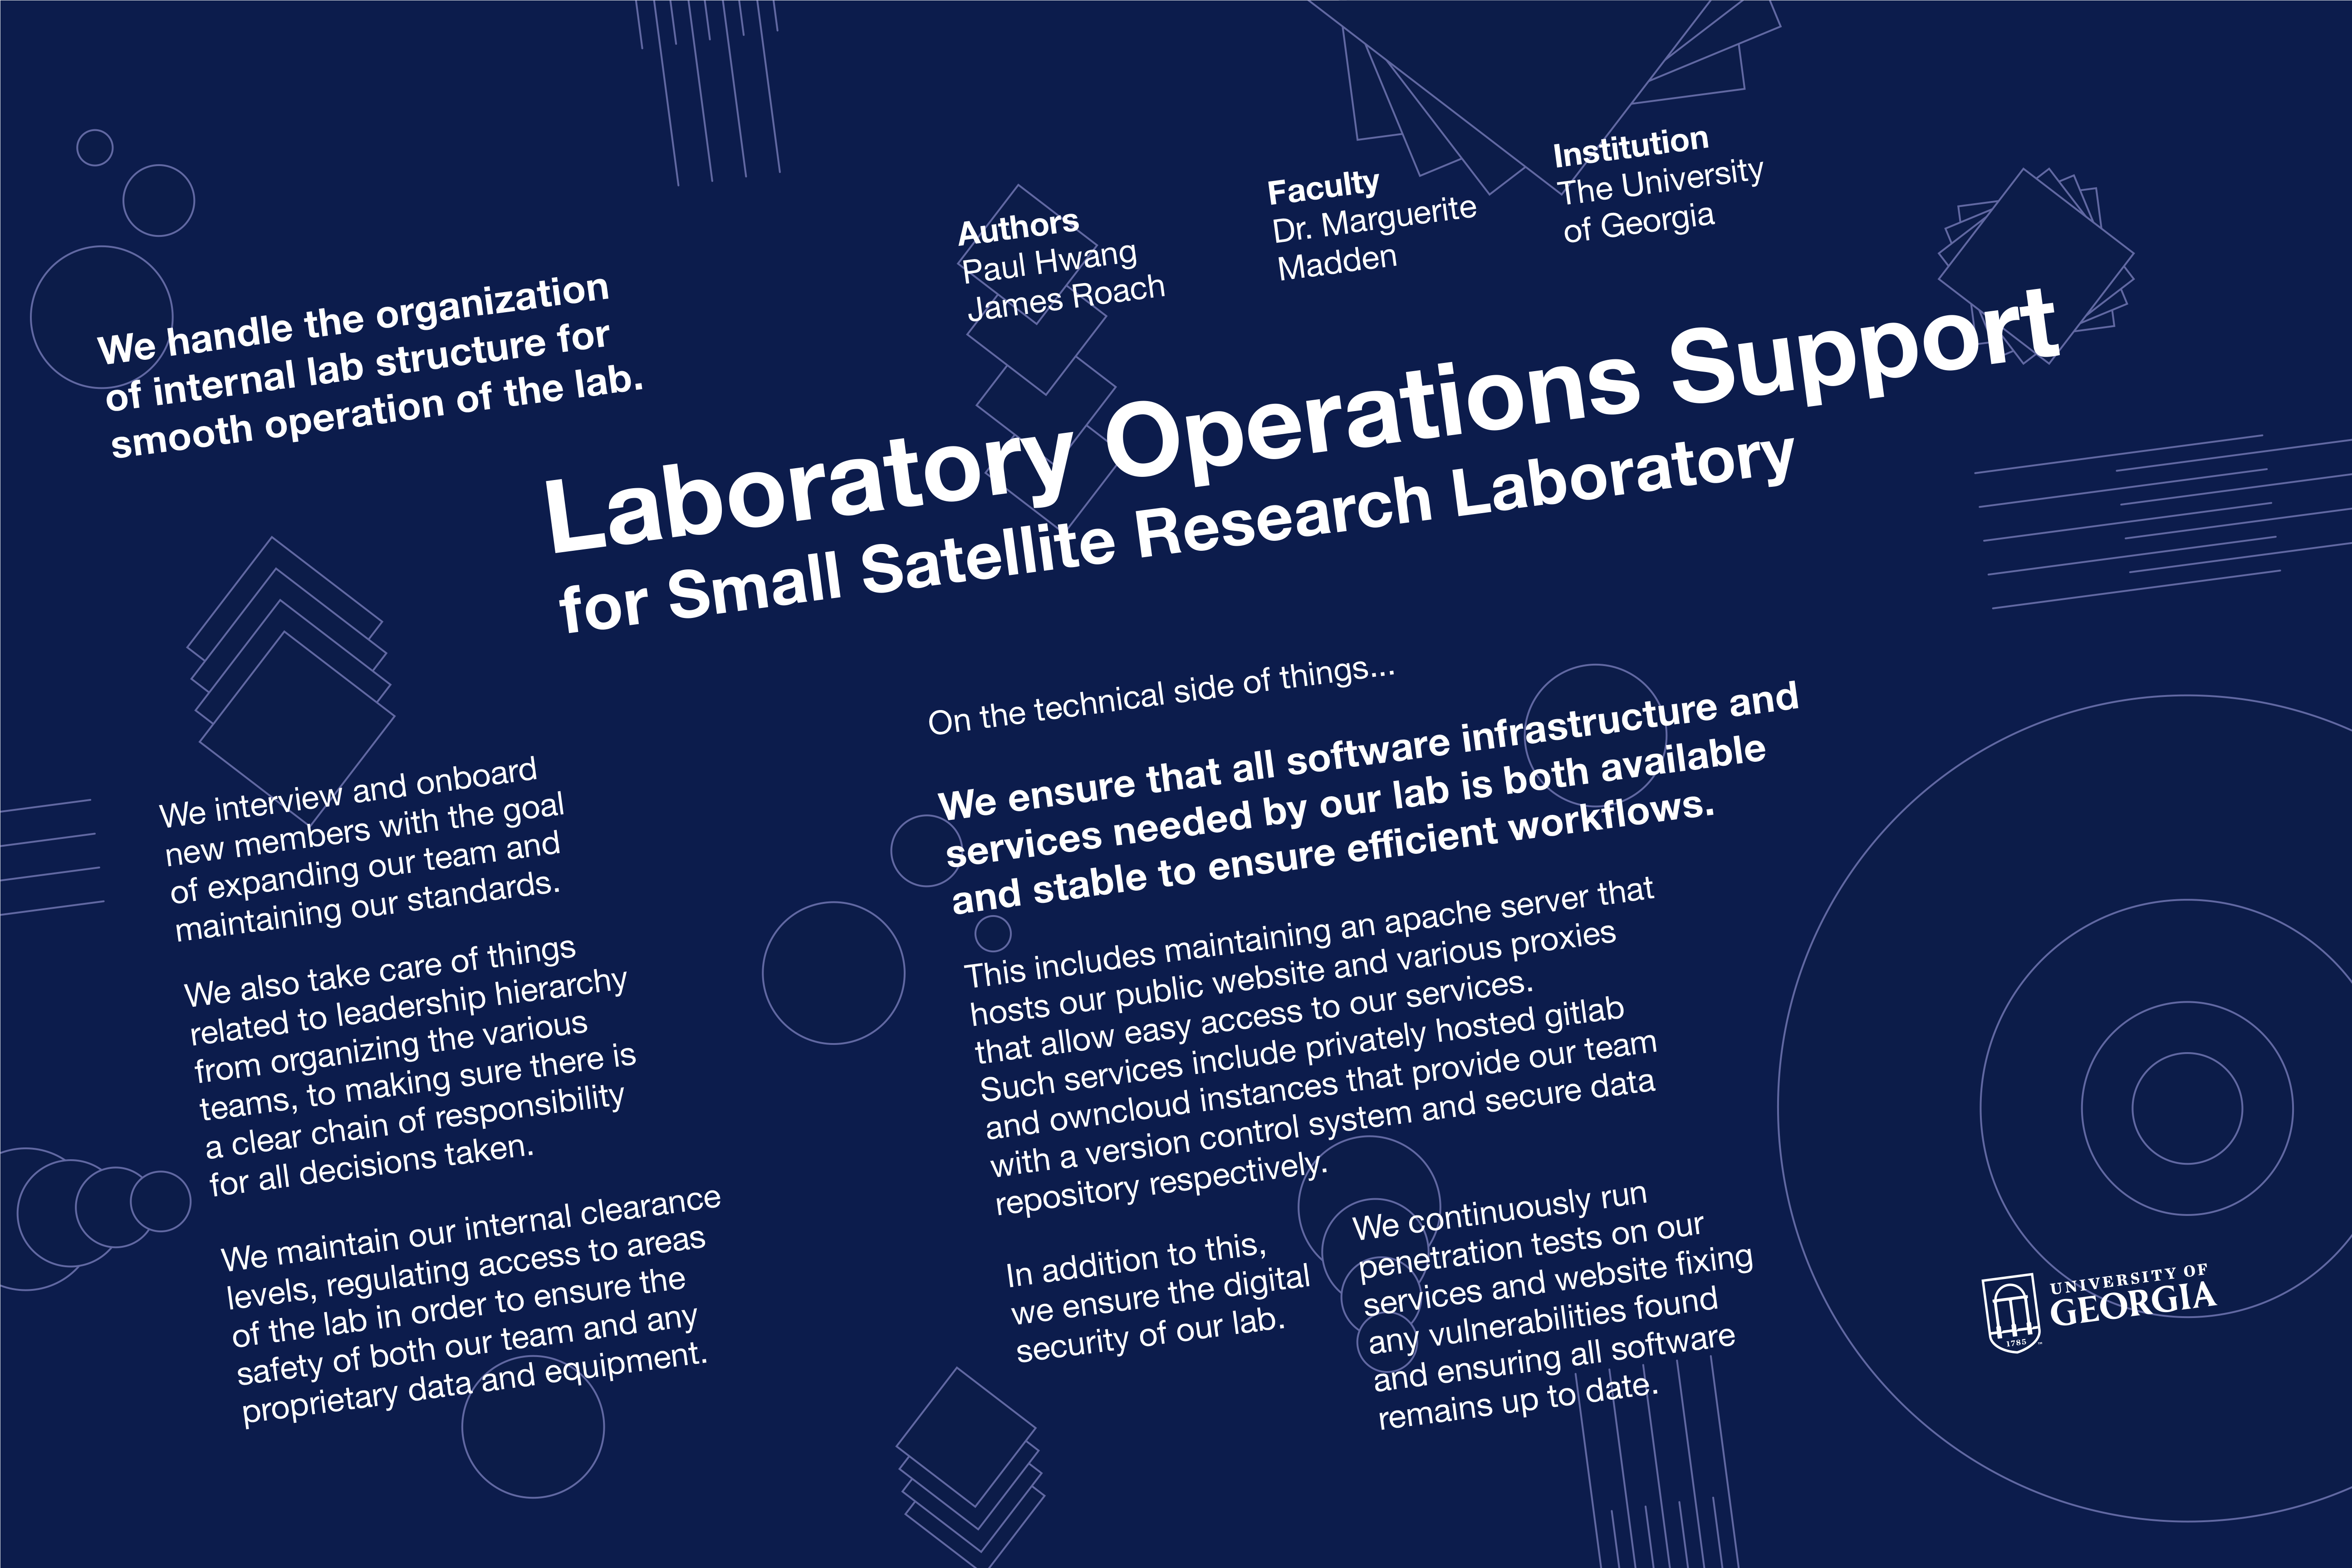 Authors
Paul Hwang
James Roach
Faculty
Dr. Marguerite
Madden
Institution
The University
of Georgia
We handle the organization
of internal lab structure for
smooth operation of the lab.
Laboratory Operations Support
for Small Satellite Research Laboratory
We interview and onboard
new members with the goal
of expanding our team and
maintaining our standards.
We also take care of things
related to leadership hierarchy
from organizing the various
teams, to making sure there is
a clear chain of responsibility
for all decisions taken.
We maintain our internal clearance
levels, regulating access to areas
of the lab in order to ensure the
safety of both our team and any
proprietary data and equipment.
On the technical side of things...
We ensure that all software infrastructure and
services needed by our lab is both available
and stable to ensure efficient workflows.
This includes maintaining an apache server that
hosts our public website and various proxies
that allow easy access to our services.
Such services include privately hosted gitlab
and owncloud instances that provide our team
with a version control system and secure data
repository respectively.
In addition to this,
we ensure the digital
security of our lab.
We continuously run
penetration tests on our
services and website fixing
any vulnerabilities found
and ensuring all software
remains up to date.
1785
UNIVERSITY OF
GEORGIA